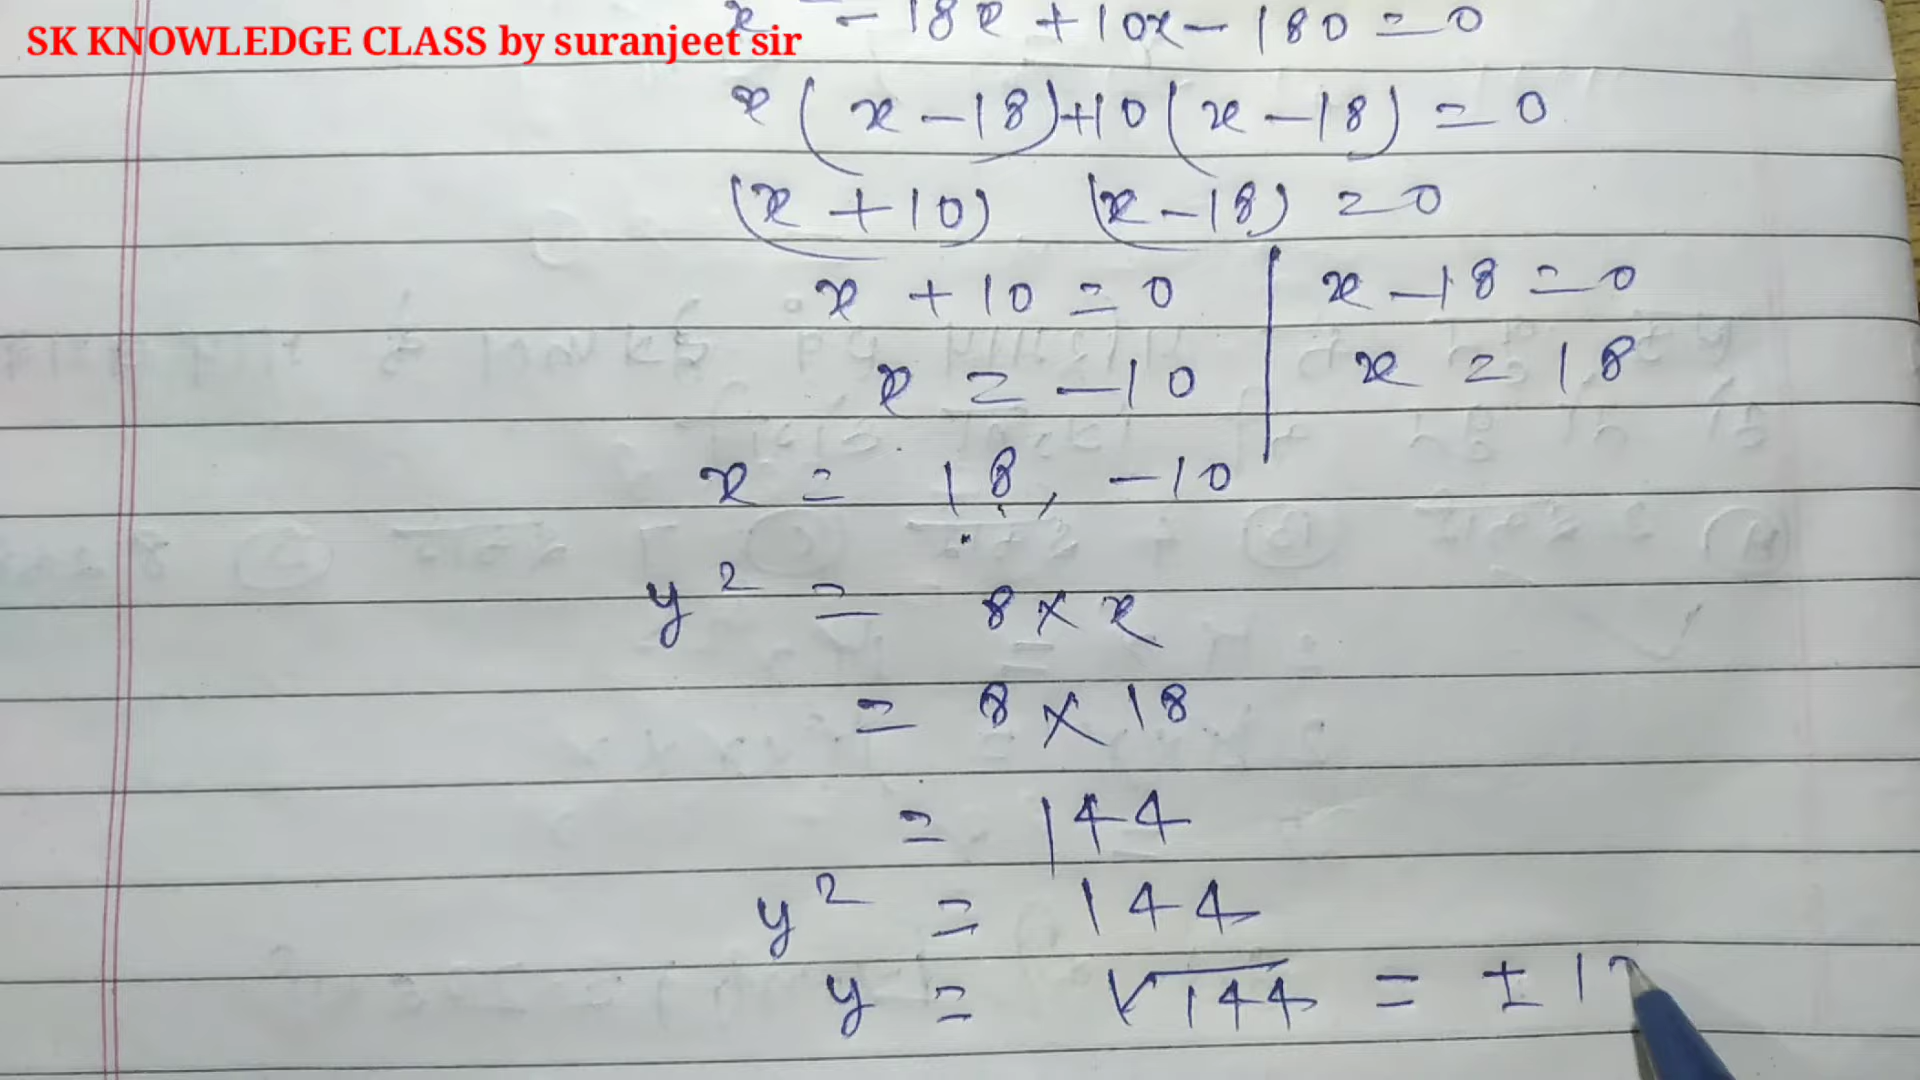 SK KNOWLEDGE CLASS by suranjeet sir
x² - 18x + 10x - 180 = 0
x(x - 18) + 10(x - 18) = 0
(x + 10) (x - 18) = 0
x + 10 = 0 | x - 18 = 0
x = -10 | x = 18
x = 18, -10
y² = 8 × x
= 8 × 18
= 144
y² = 144
y = √144 = ± 12